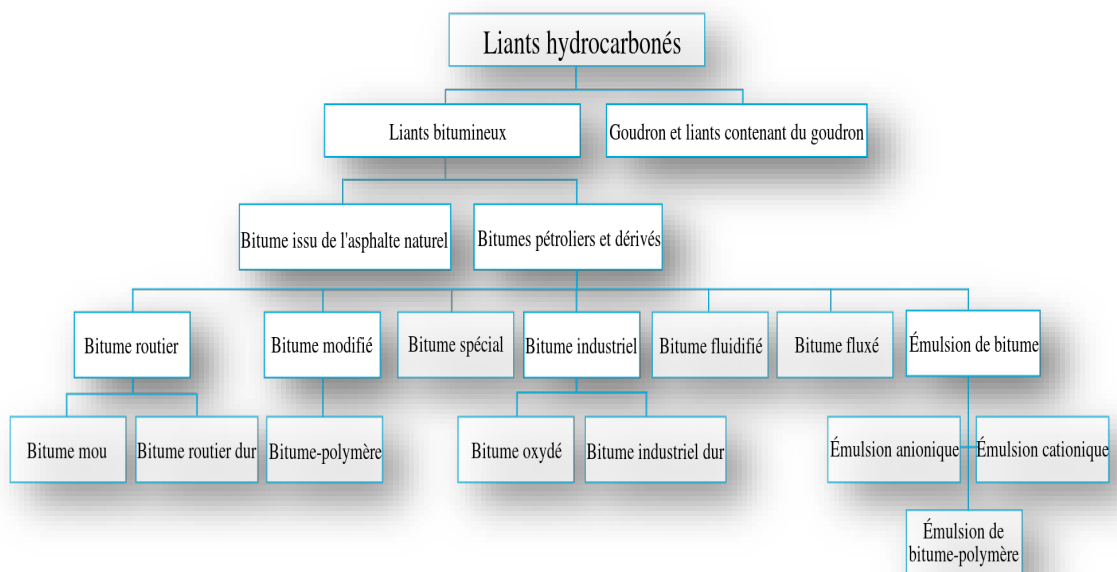 Liants hydrocarbonés
Liants bitumineux
Goudron et liants contenant du goudron
Bitume issu de l'asphalte naturel
Bitumes pétroliers et dérivés
Bitume routier
Bitume modifié
Bitume spécial
Bitume industriel
Bitume fluidifié
Bitume fluxé
Émulsion de bitume
Bitume mou
Bitume routier dur
Bitume-polymère
Bitume oxydé
Bitume industriel dur
Émulsion anionique
Émulsion cationique
Émulsion de
bitume-polymère